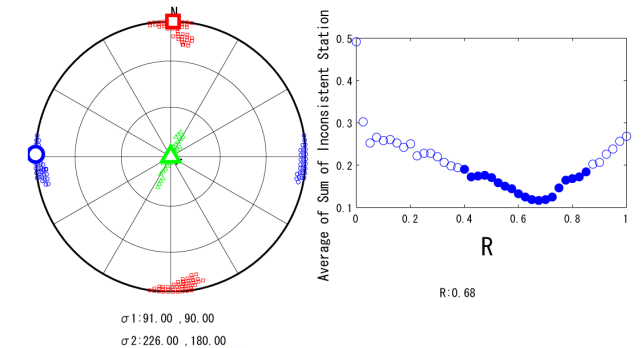 N
σ1:91.00 ,90.00
σ2:226.00 ,180.00
Average of Sum of Inconsistent Station
0.5
0.4
0.3
0.2
0.1
0
0.2
0.4
0.6
0.8
1
R
R:0.68